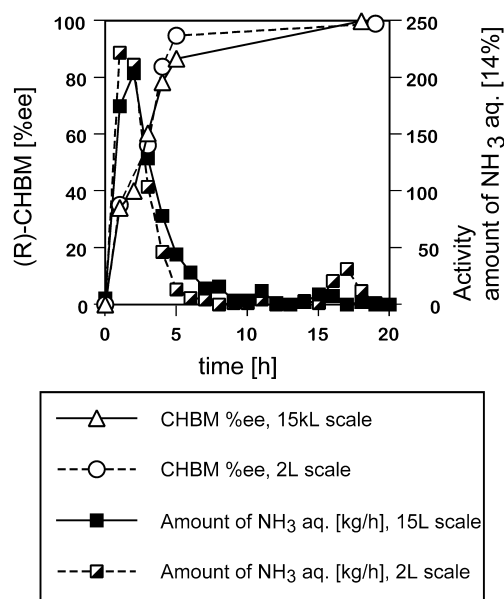 100
80
60
40
20
0
(R)-CHBM [%ee]
250
200
150
100
50
0
Activity
amount of NH3 aq. [14%]
0
5
10
15
20
time [h]
CHBM %ee, 15kL scale
CHBM %ee, 2L scale
Amount of NH3 aq. [kg/h], 15L scale
Amount of NH3 aq. [kg/h], 2L scale